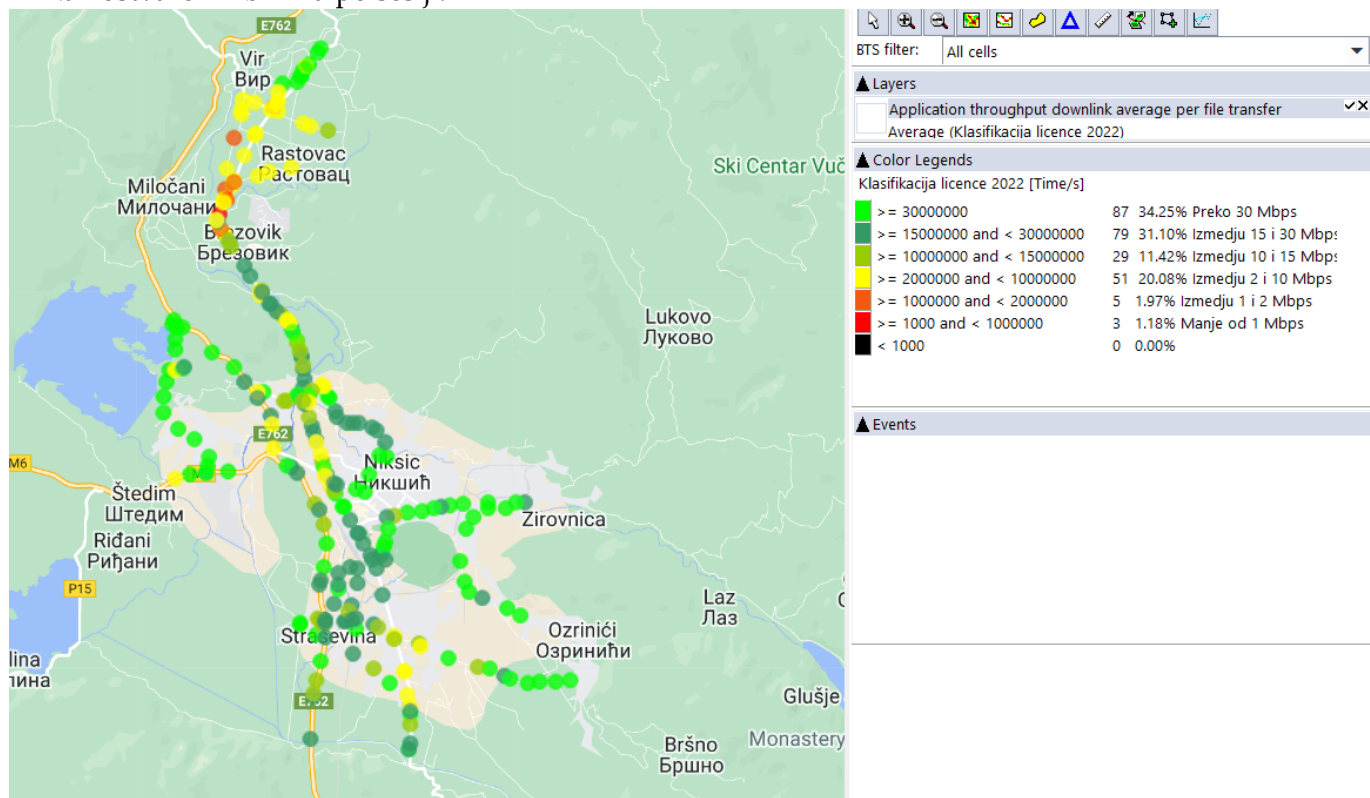 E762
Vir
Вир
Rastovac
Растовац
Ski Centar Vuč
Miločani
Милочани
Brezovik
Брезовик
Lukovo
Луково
E762
M6
Niksic
Никшић
Štedim
Штедим
Zirovnica
Riđani
Риђани
P15
Laz
Лаз
Ozrinići
Озринићи
Strasevina
lina
лина
E762
Glušje
Bršno
Бршно
Monastery
BTS filter: All cells
Layers
Application throughput downlink average per file transfer
Average (Klasifikacija licence 2022)
Color Legends
Klasifikacija licence 2022 [Time/s]
>= 30000000 87 34.25% Preko 30 Mbps
>= 15000000 and < 30000000 79 31.10% Izmedju 15 i 30 Mbps
>= 10000000 and < 15000000 29 11.42% Izmedju 10 i 15 Mbps
>= 2000000 and < 10000000 51 20.08% Izmedju 2 i 10 Mbps
>= 1000000 and < 2000000 5 1.97% Izmedju 1 i 2 Mbps
>= 1000 and < 1000000 3 1.18% Manje od 1 Mbps
< 1000 0 0.00%
Events